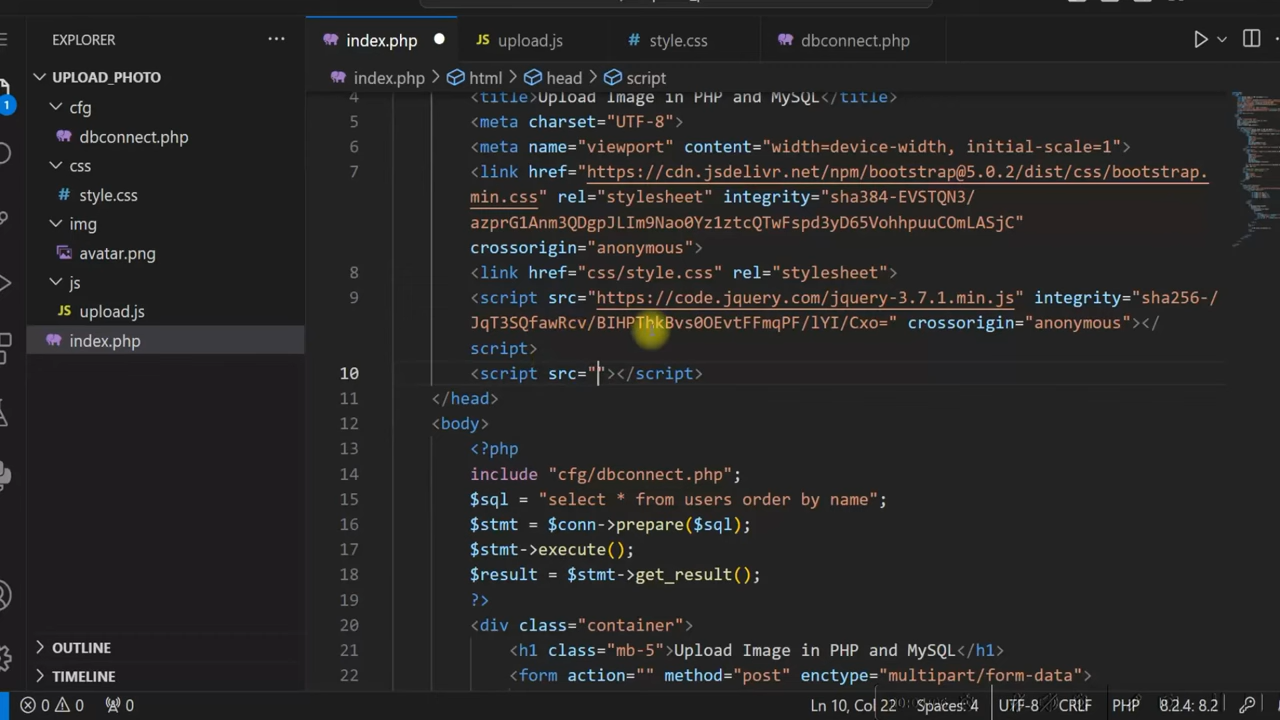 EXPLORER
index.php
JS upload.js
# style.css
dbconnect.php
UPLOAD_PHOTO
index.php html head script
cfg
dbconnect.php
css
# style.css
img
avatar.png
js
JS upload.js
index.php
4 <title>Upload Image in PHP and MySQL</title>
5 <meta charset="UTF-8">
6 <meta name="viewport" content="width=device-width, initial-scale=1">
7 <link href="https://cdn.jsdelivr.net/npm/bootstrap@5.0.2/dist/css/bootstrap.
min.css" rel="stylesheet" integrity="sha384-EVSTQN3/
azprG1Anm3QDgpJLIm9Nao0Yz1ztcQTwFspd3yD65VohhpuuCOmLASjC"
crossorigin="anonymous">
8 <link href="css/style.css" rel="stylesheet">
9 <script src="https://code.jquery.com/jquery-3.7.1.min.js" integrity="sha256-/
JqT3SQfawRcv/BIHPThkBvs0OEvtFFmqPF/lYI/Cxo=" crossorigin="anonymous"></
script>
10 <script src=""></script>
11 </head>
12 <body>
13 <?php
14 include "cfg/dbconnect.php";
15 $sql = "select * from users order by name";
16 $stmt = $conn->prepare($sql);
17 $stmt->execute();
18 $result = $stmt->get_result();
19 ?>
20 <div class="container">
21 <h1 class="mb-5">Upload Image in PHP and MySQL</h1>
22 <form action="" method="post" enctype="multipart/form-data">
1
OUTLINE
TIMELINE
0 0 0 Ln 10, Col 22 Spaces: 4 UTF-8 CRLF PHP 8.2.4: 8.2